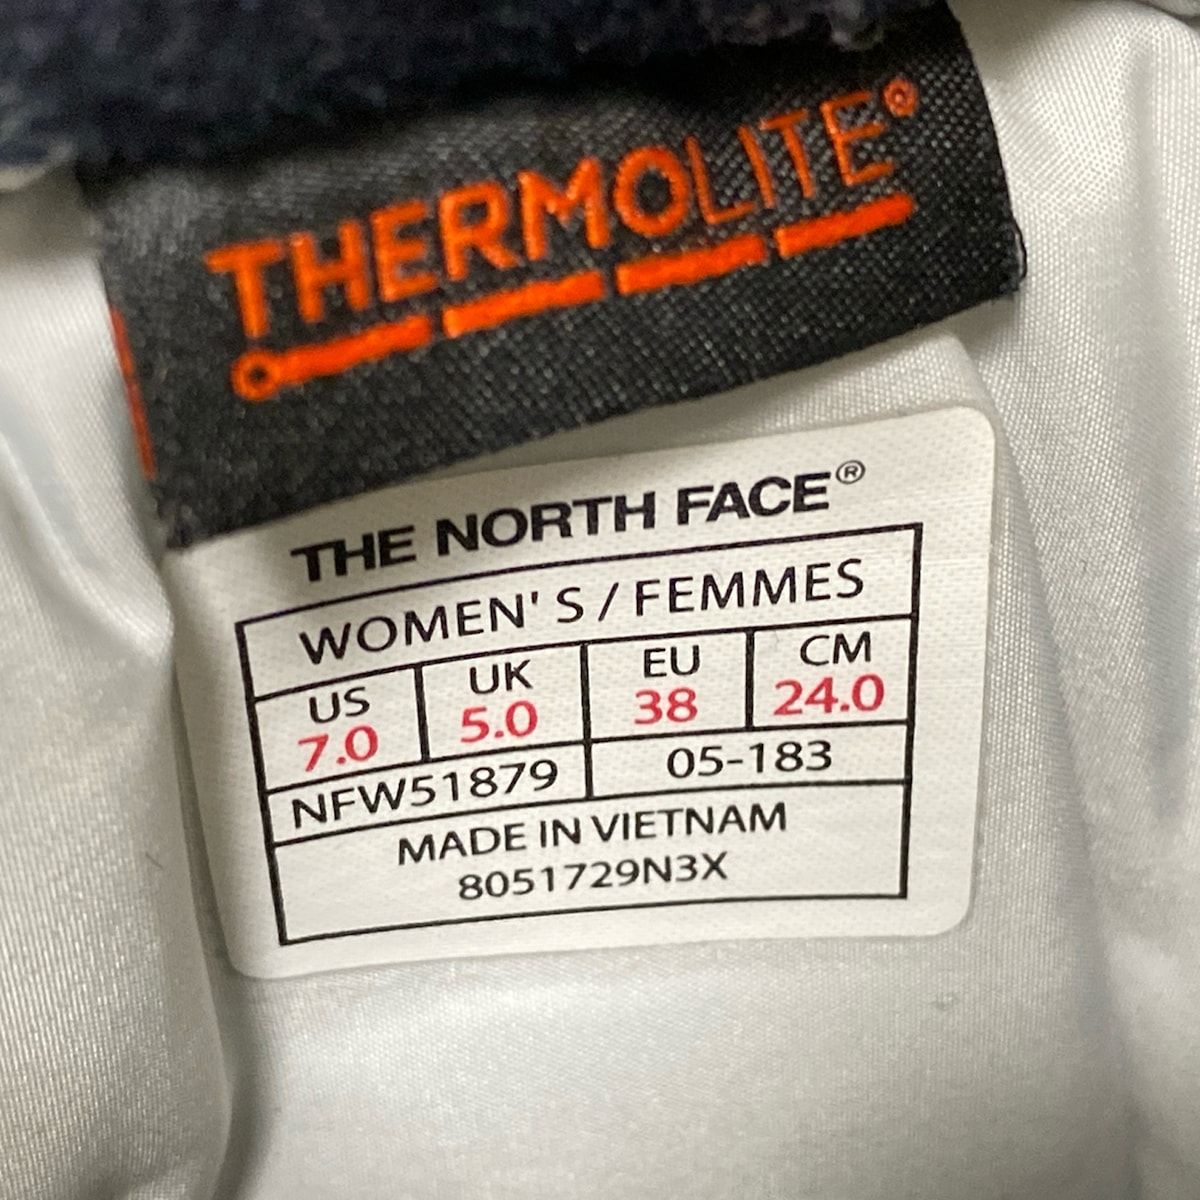 THERMOLITE®
THE NORTH FACE®
WOMEN'S / FEMMES
US UK EU CM
7.0 5.0 38 24.0
NFW51879 05-183
MADE IN VIETNAM
8051729N3X